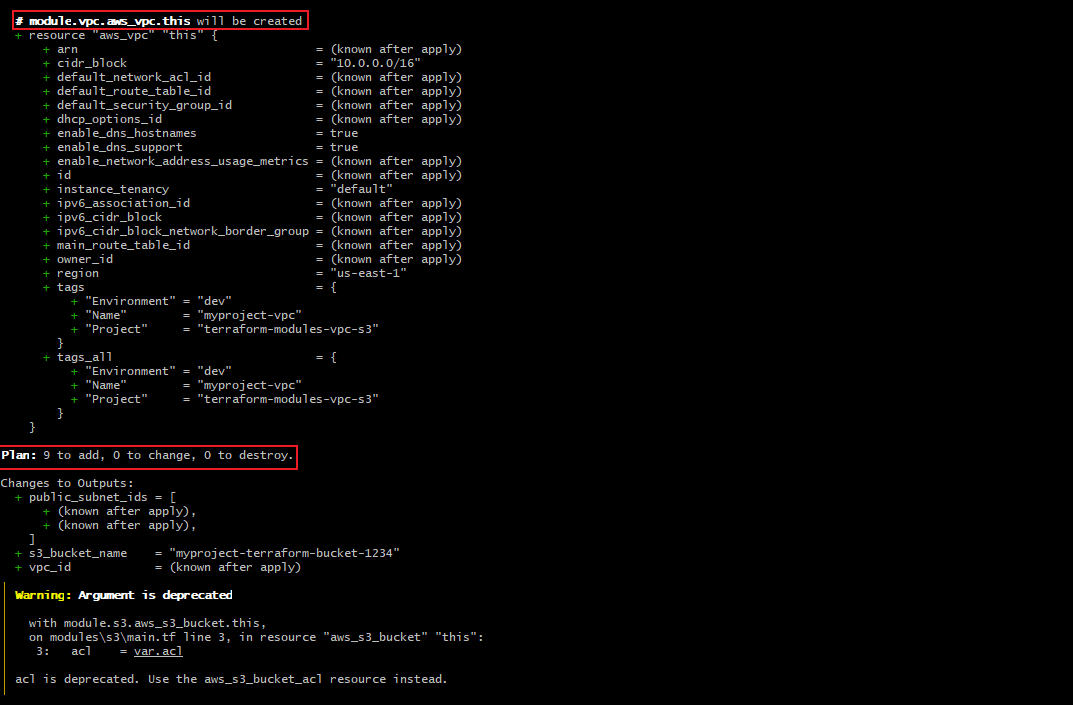 # module.vpc.aws_vpc.this will be created
+ resource "aws_vpc" "this" {
+ arn = (known after apply)
+ cidr_block = "10.0.0.0/16"
+ default_network_acl_id = (known after apply)
+ default_route_table_id = (known after apply)
+ default_security_group_id = (known after apply)
+ dhcp_options_id = (known after apply)
+ enable_dns_hostnames = true
+ enable_dns_support = true
+ enable_network_address_usage_metrics = (known after apply)
+ id = (known after apply)
+ instance_tenancy = "default"
+ ipv6_association_id = (known after apply)
+ ipv6_cidr_block = (known after apply)
+ ipv6_cidr_block_network_border_group = (known after apply)
+ main_route_table_id = (known after apply)
+ owner_id = (known after apply)
+ region = "us-east-1"
+ tags = {
+ "Environment" = "dev"
+ "Name" = "myproject-vpc"
+ "Project" = "terraform-modules-vpc-s3"
}
+ tags_all = {
+ "Environment" = "dev"
+ "Name" = "myproject-vpc"
+ "Project" = "terraform-modules-vpc-s3"
}
}
Plan: 9 to add, 0 to change, 0 to destroy.
Changes to Outputs:
+ public_subnet_ids = [
+ (known after apply),
+ (known after apply),
]
+ s3_bucket_name = "myproject-terraform-bucket-1234"
+ vpc_id = (known after apply)
Warning: Argument is deprecated
with module.s3.aws_s3_bucket.this,
on modules\s3\main.tf line 3, in resource "aws_s3_bucket" "this":
3: acl = var.acl
acl is deprecated. Use the aws_s3_bucket_acl resource instead.